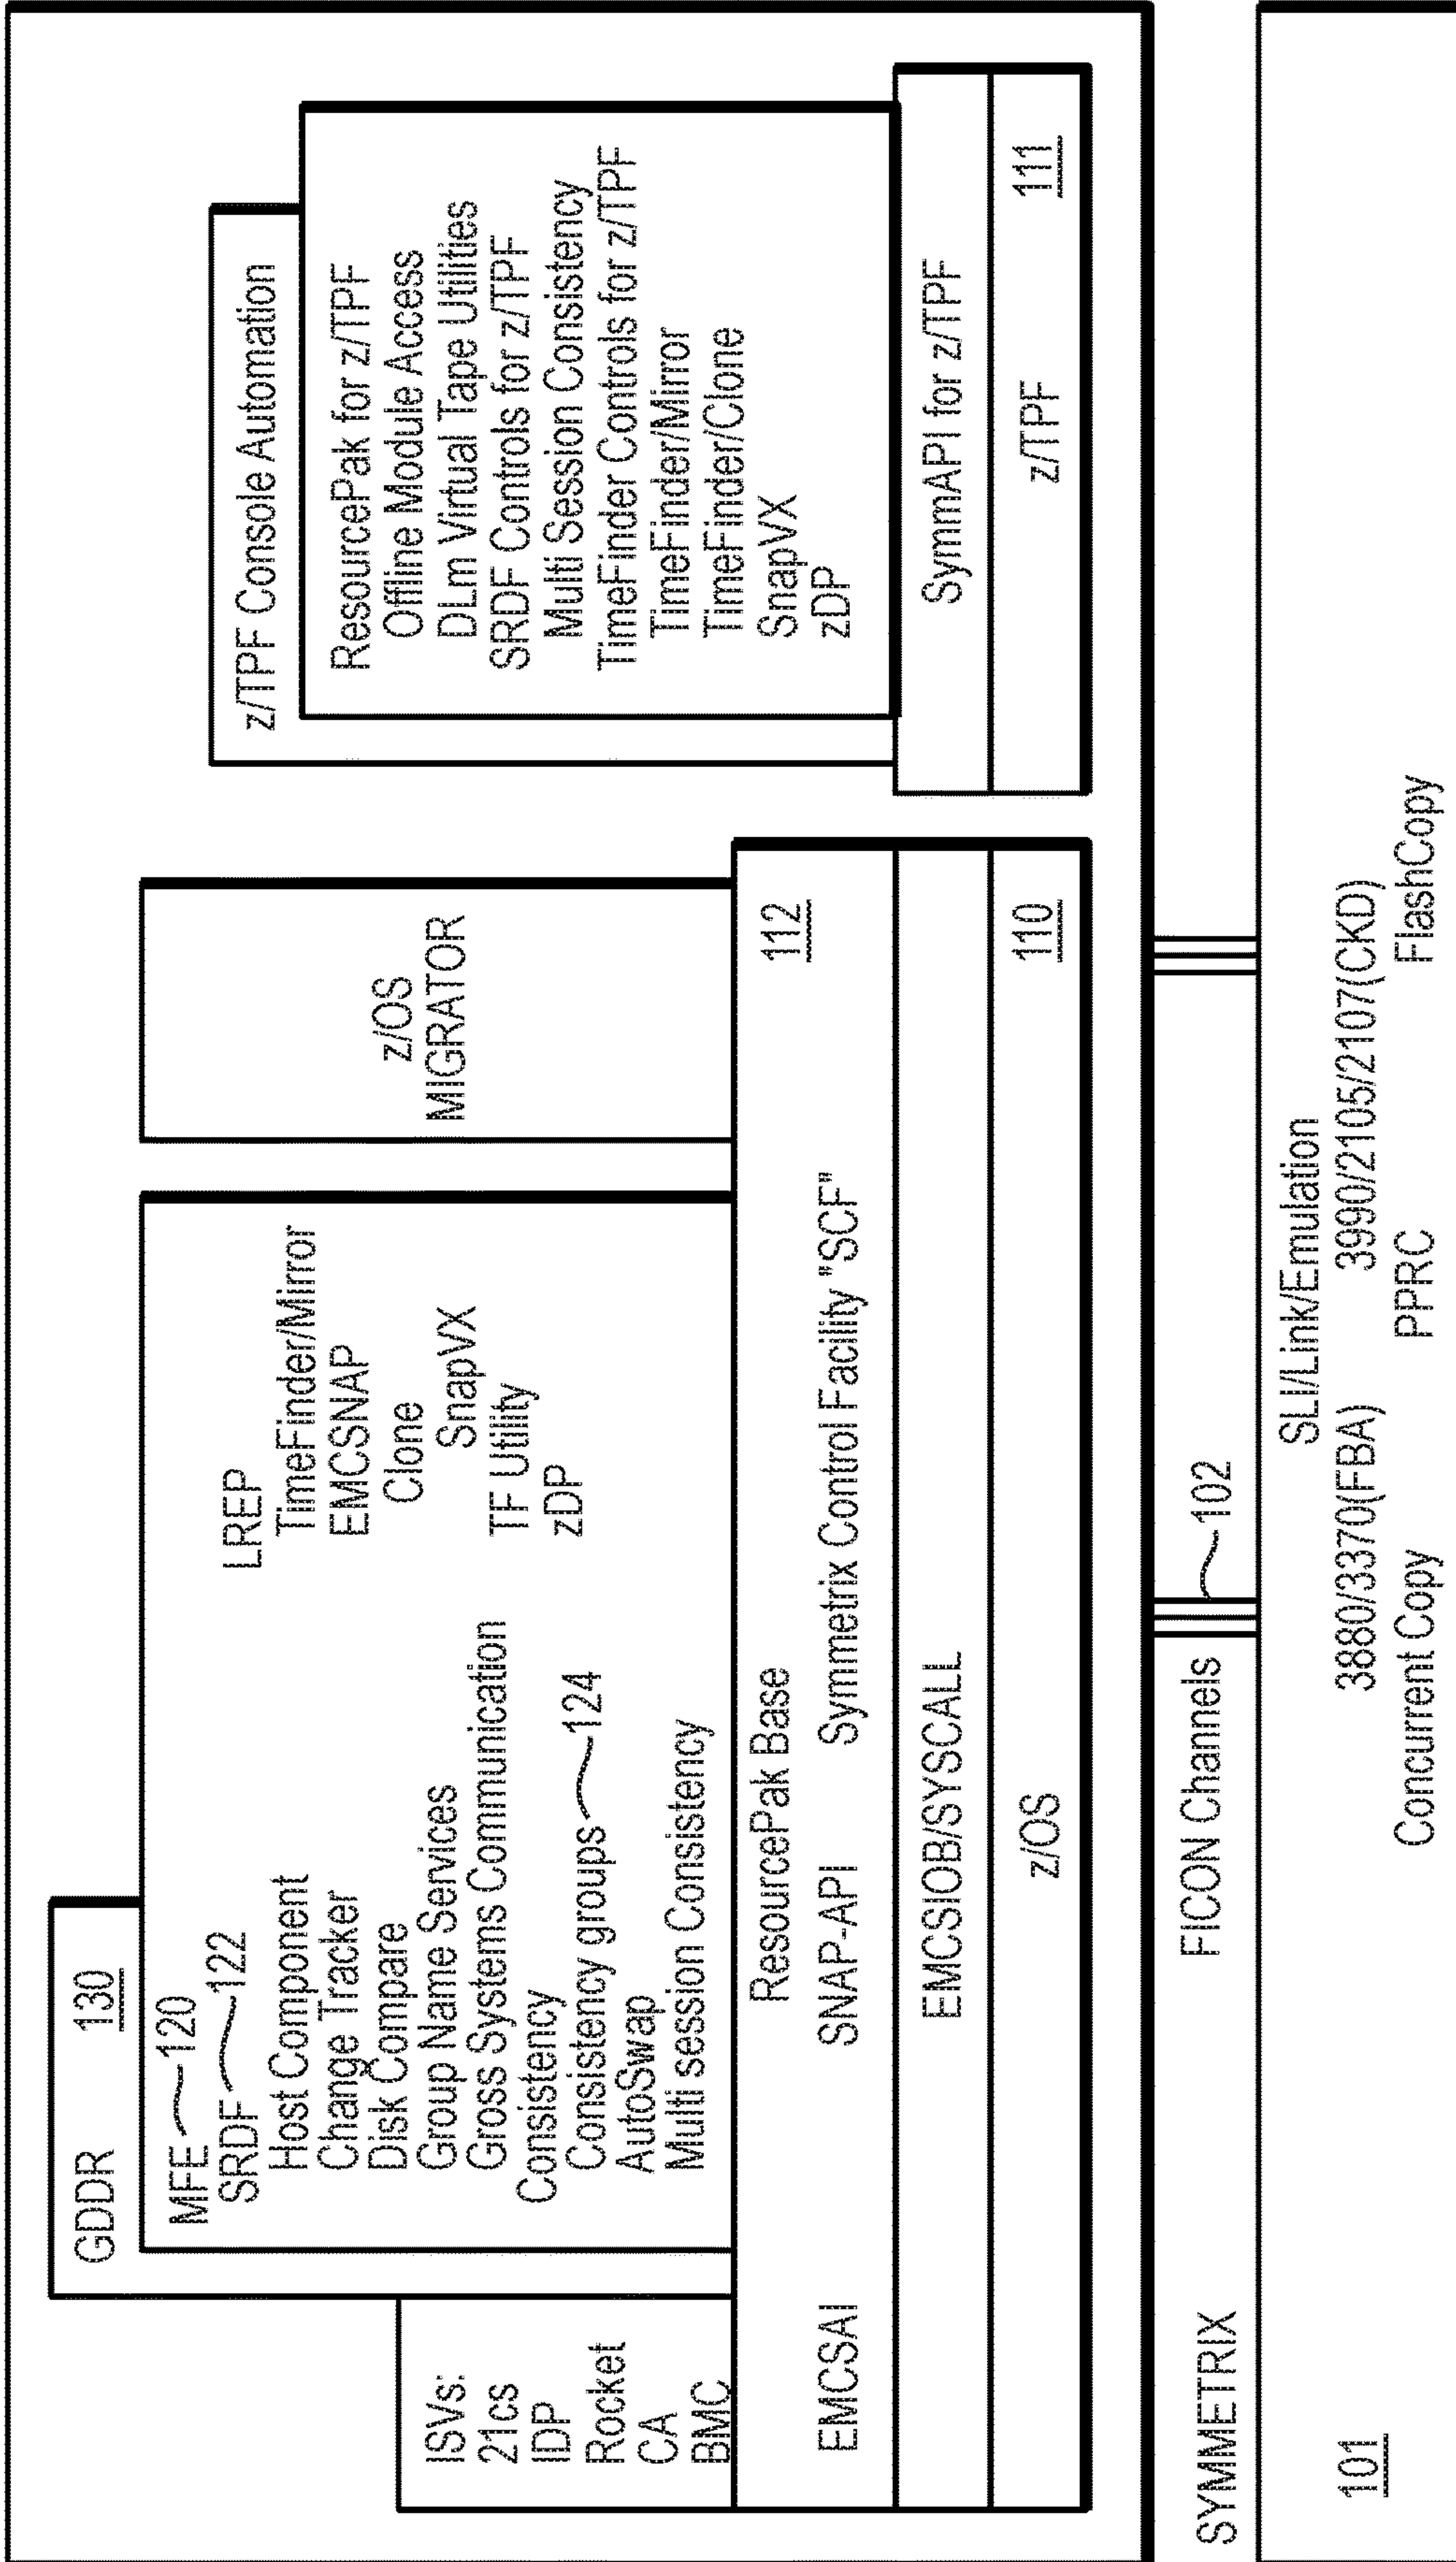 GDDR 130
MFE 120
SRDF 122
Host Component
Change Tracker
Disk Compare
Group Name Services
Gross Systems Communication
Consistency
Consistency groups 124
AutoSwap
Multi session Consistency
LREP
TimeFinder/Mirror
EMCSNAP
Clone
SnapVX
TF Utility
zDP
ISVs:
21cs
IDP
Rocket
CA
BMC
z/OS
MIGRATOR
ResourcePak Base 112
EMCSAI SNAP-API Symmetrix Control Facility "SCF"
EMCSIOB/SYSCALL
z/OS 110
z/TPF Console Automation
ResourcePak for z/TPF
Offline Module Access
DLm Virtual Tape Utilities
SRDF Controls for z/TPF
Multi Session Consistency
TimeFinder Controls for z/TPF
TimeFinder/Mirror
TimeFinder/Clone
SnapVX
zDP
SymmAPI for z/TPF
z/TPF 111
SYMMETRIX FICON Channels 102
SLI/Link/Emulation
101 3880/3370(FBA) 3990/2105/2107(CKD)
Concurrent Copy PPRC FlashCopy